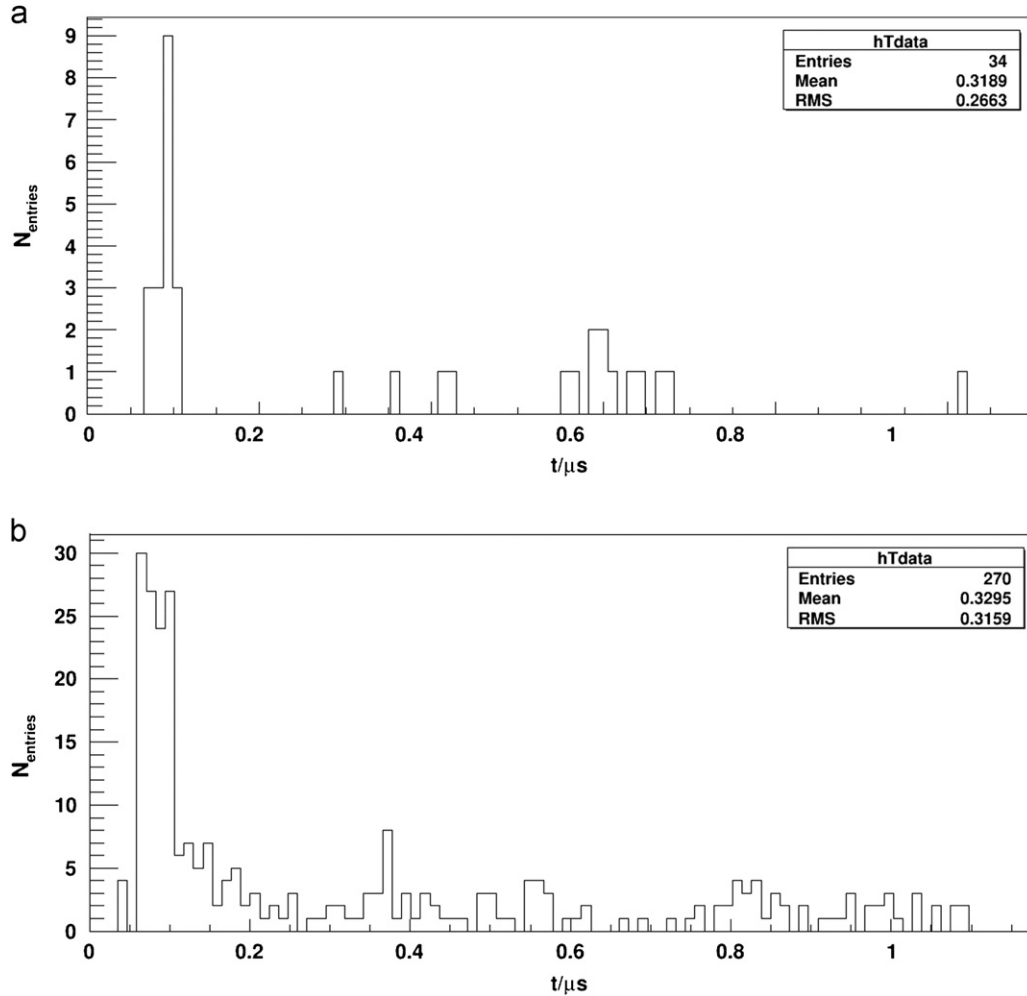 a
9
8
7
6
5
4
3
2
1
0
N entries
hTdata
Entries 34
Mean 0.3189
RMS 0.2663
0 0.2 0.4 0.6 0.8 1
t/μs
b
30
25
20
15
10
5
0
N entries
hTdata
Entries 270
Mean 0.3295
RMS 0.3159
0 0.2 0.4 0.6 0.8 1
t/μs